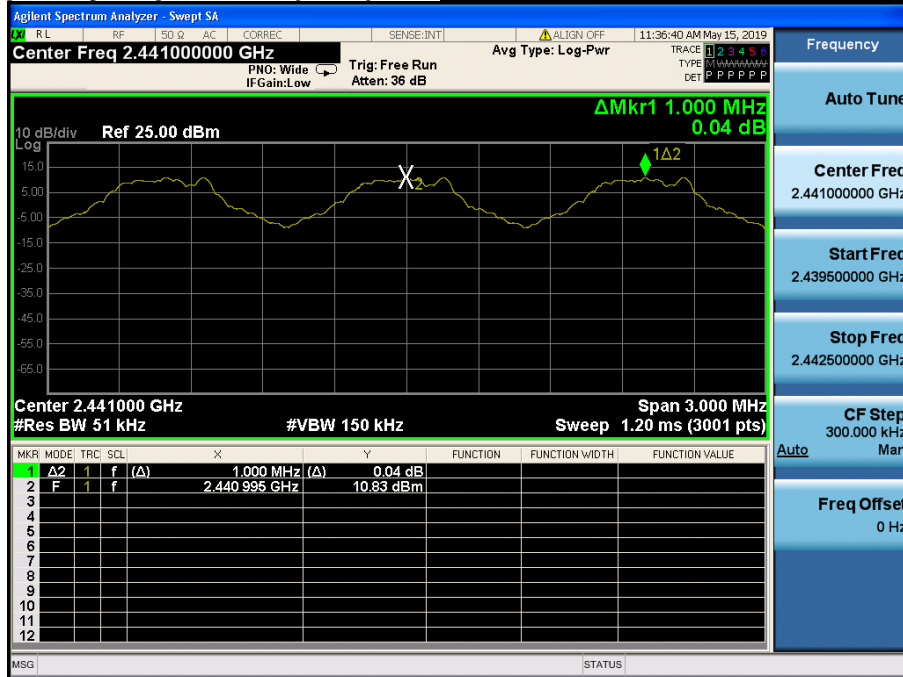 Agilent Spectrum Analyzer - Swept SA
LXI RL RF 50 Ω AC CORREC SENSE:INT ALIGN OFF 11:36:40 AM May 15, 2019
Center Freq 2.441000000 GHz
PNO: Wide
IFGain:Low
Trig: Free Run
Atten: 36 dB
Avg Type: Log-Pwr
TRACE 1 2 3 4 5 6
TYPE M WWWWW
DET P P P P P P
ΔMkr1 1.000 MHz
0.04 dB
10 dB/div Ref 25.00 dBm
Log
1Δ2
15.0
X2
5.00
-5.00
-15.0
-25.0
-35.0
-45.0
-55.0
-65.0
Center 2.441000 GHz Span 3.000 MHz
#Res BW 51 kHz #VBW 150 kHz Sweep 1.20 ms (3001 pts)
MKR MODE TRC SCL X Y FUNCTION FUNCTION WIDTH FUNCTION VALUE
1 Δ2 1 f (Δ) 1.000 MHz (Δ) 0.04 dB
2 F 1 f 2.440 995 GHz 10.83 dBm
3
4
5
6
7
8
9
10
11
12
MSG STATUS
Frequency
Auto Tune
Center Freq
2.441000000 GHz
Start Freq
2.439500000 GHz
Stop Freq
2.442500000 GHz
CF Step
300.000 kHz
Auto Man
Freq Offset
0 Hz